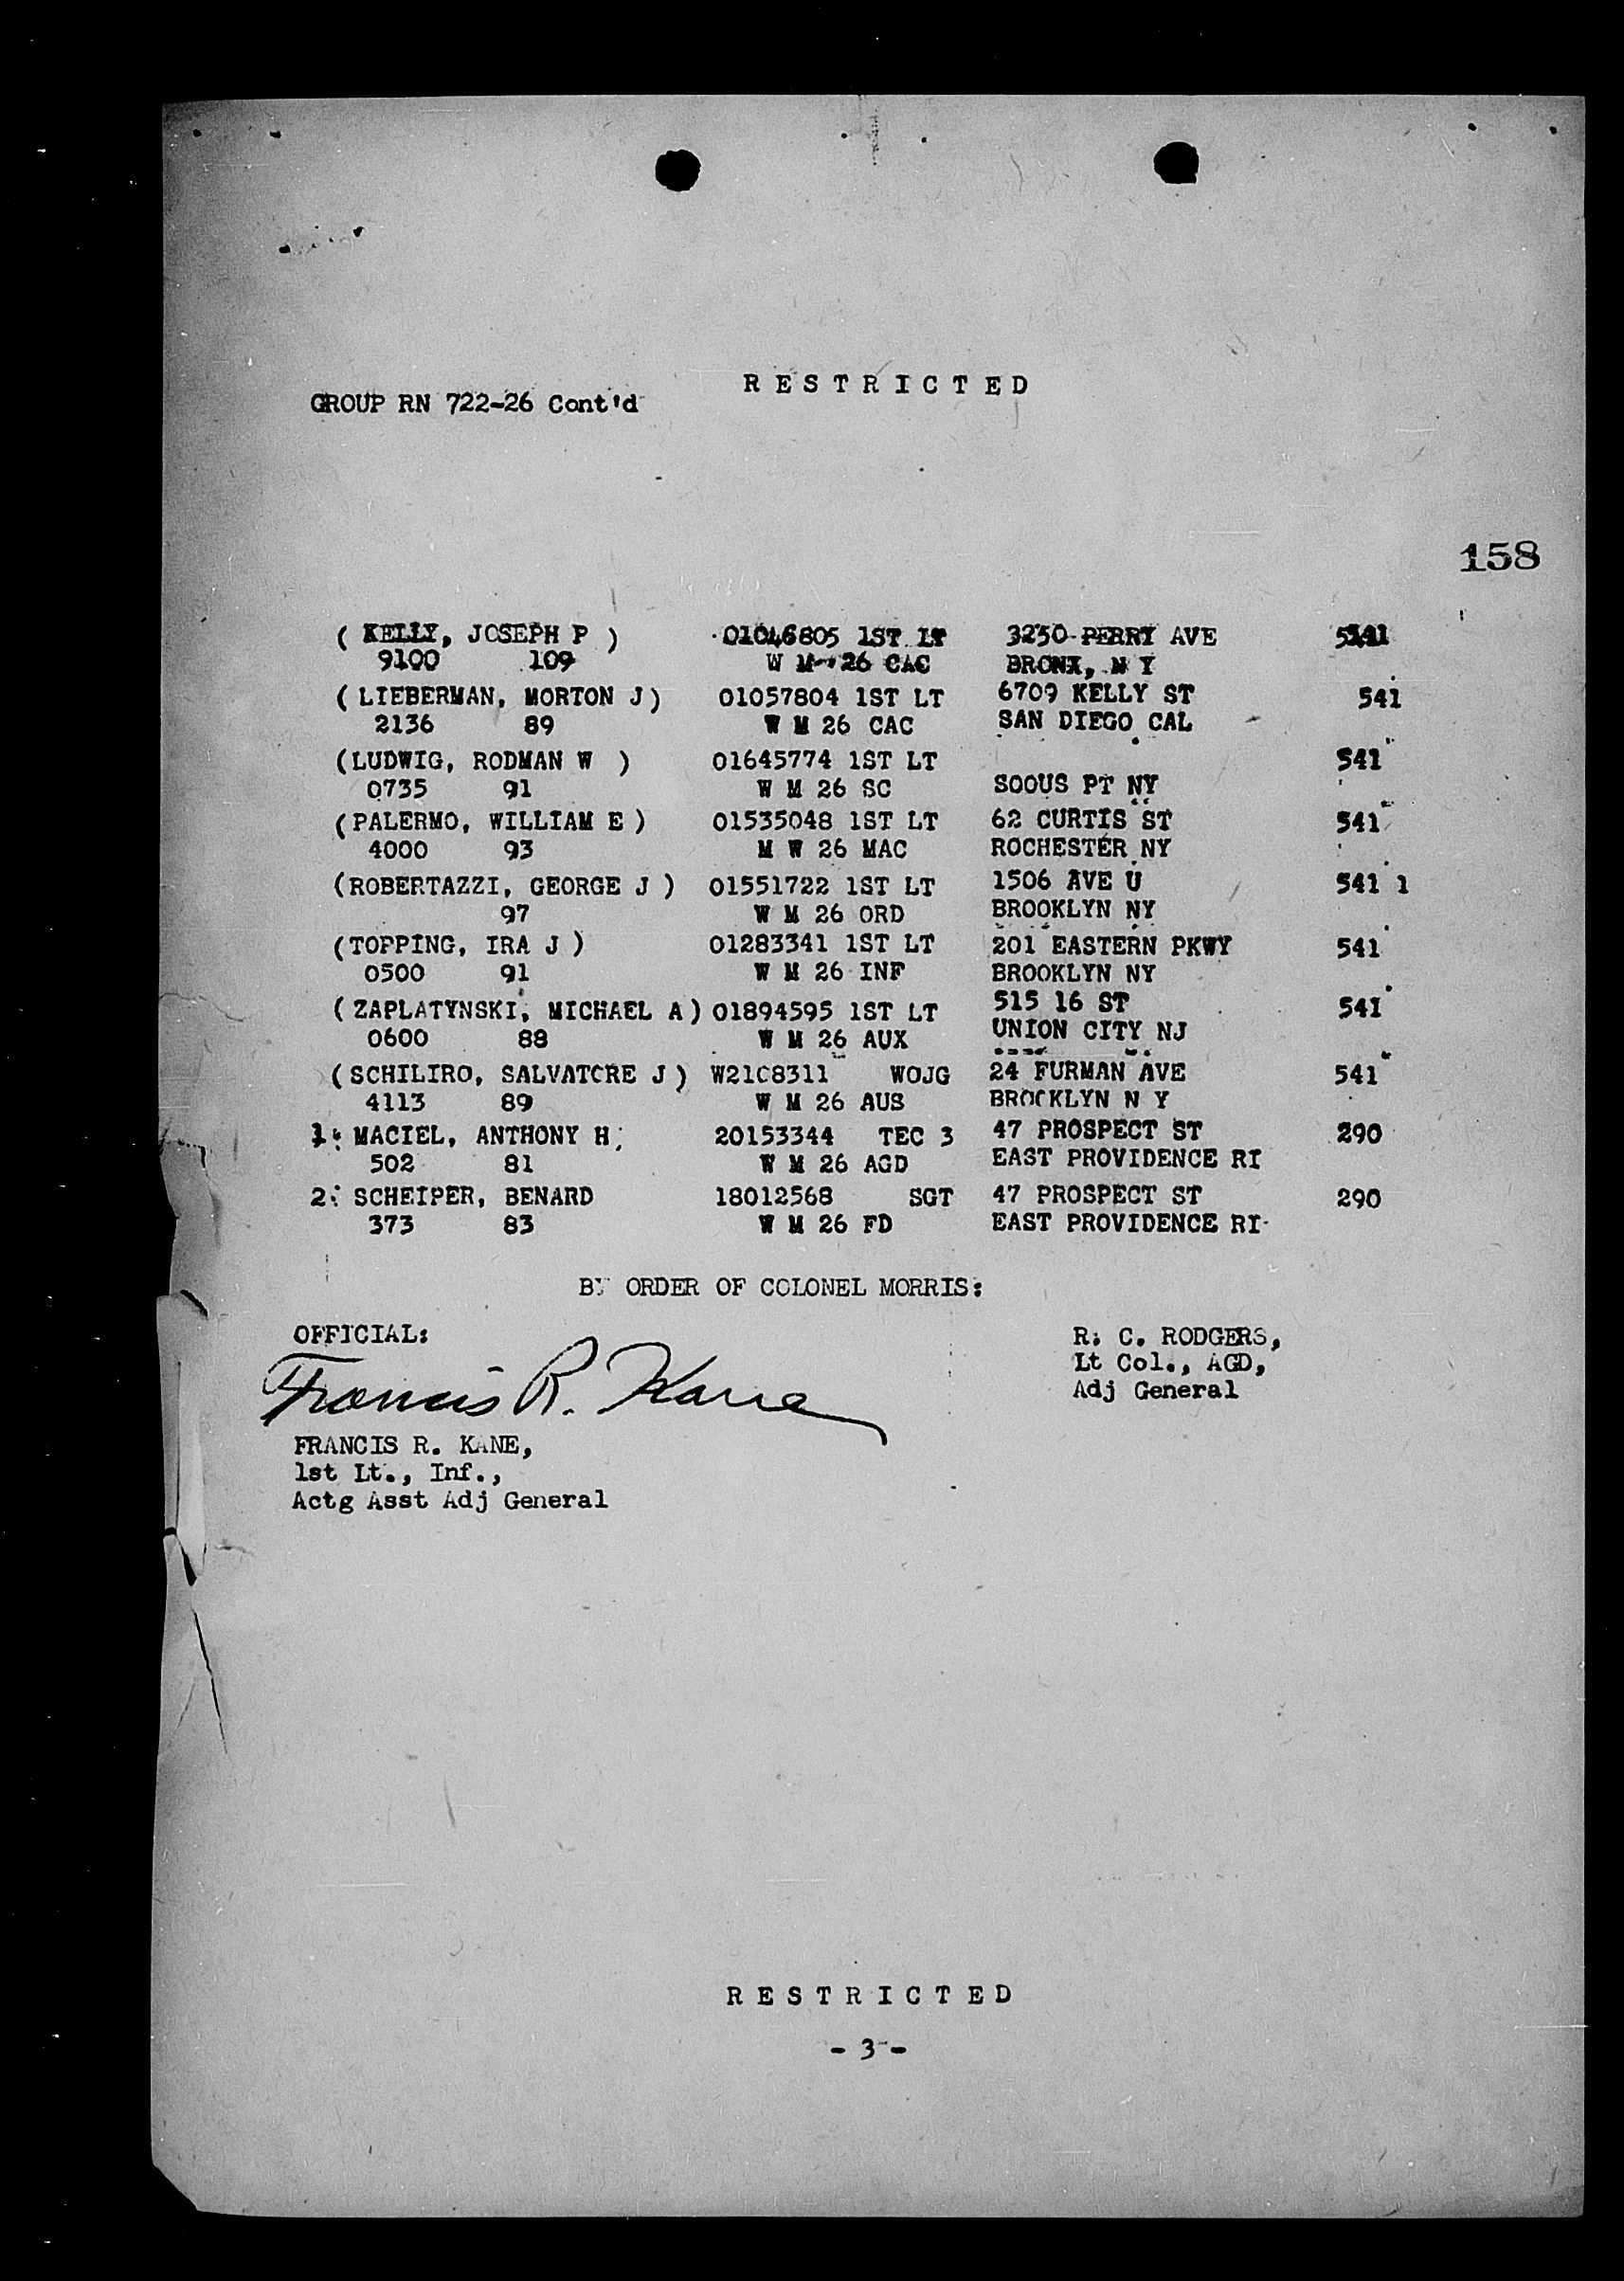 RESTRICTED
GROUP RN 722-26 Cont'd
158
( KELLY, JOSEPH P ) 01046805 1ST LT 3250 PERRY AVE 541
9100 109 W M 26 CAC BRONX, N Y
( LIEBERMAN, MORTON J) 01057804 1ST LT 6709 KELLY ST 541
2136 89 W M 26 CAC SAN DIEGO CAL
(LUDWIG, RODMAN W ) 01645774 1ST LT 541
0735 91 W M 26 SC SOOUS PT NY
(PALERMO, WILLIAM E ) 01535048 1ST LT 62 CURTIS ST 541
4000 93 M W 26 MAC ROCHESTER NY
(ROBERTAZZI, GEORGE J ) 01551722 1ST LT 1506 AVE U 541 1
97 W M 26 ORD BROOKLYN NY
(TOPPING, IRA J ) 01283341 1ST LT 201 EASTERN PKWY 541
0500 91 W M 26 INF BROOKLYN NY
( ZAPLATYNSKI, MICHAEL A) 01894595 1ST LT 515 16 ST 541
0600 88 W M 26 AUX UNION CITY NJ
( SCHILIRO, SALVATORE J ) W2108311 WOJG 24 FURMAN AVE 541
4113 89 W M 26 AUS BROOKLYN N Y
1. MACIEL, ANTHONY H. 20153344 TEC 3 47 PROSPECT ST 290
502 81 W M 26 AGD EAST PROVIDENCE RI
2. SCHEIPER, BENARD 18012568 SGT 47 PROSPECT ST 290
373 83 W M 26 FD EAST PROVIDENCE RI
BY ORDER OF COLONEL MORRIS:
OFFICIAL:
Francis R. Kane
FRANCIS R. KANE,
1st Lt., Inf.,
Actg Asst Adj General
R. C. RODGERS,
Lt Col., AGD,
Adj General
RESTRICTED
- 3 -